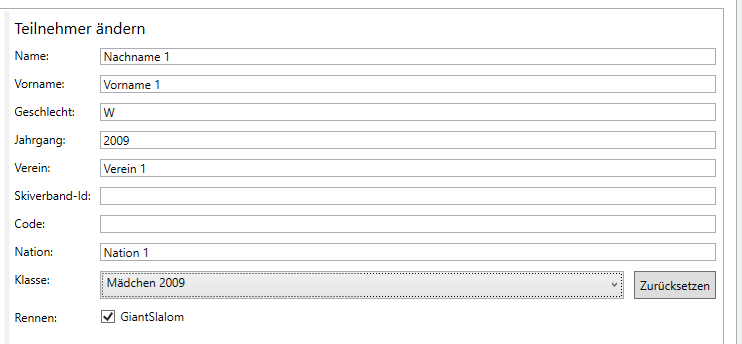 Teilnehmer ändern
Name: Nachname 1
Vorname: Vorname 1
Geschlecht: W
Jahrgang: 2009
Verein: Verein 1
Skiverband-Id:
Code:
Nation: Nation 1
Klasse: Mädchen 2009 Zurücksetzen
Rennen: GiantSlalom